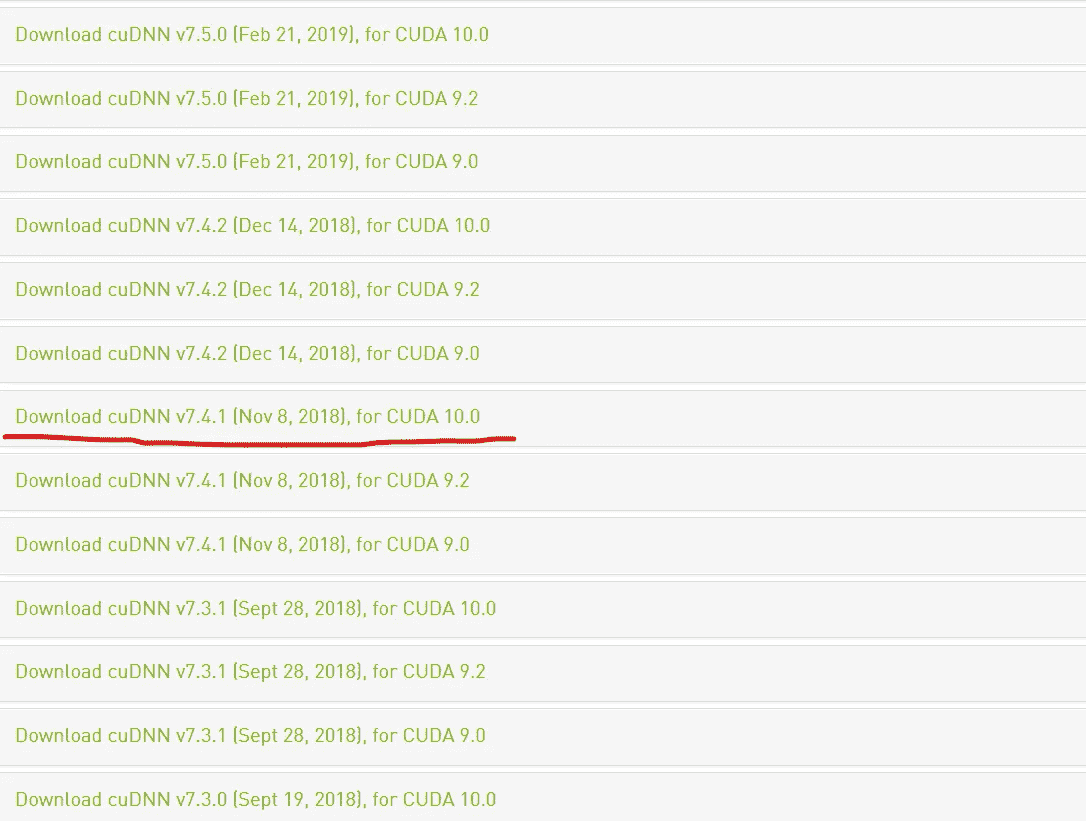 Download cuDNN v7.5.0 (Feb 21, 2019), for CUDA 10.0
Download cuDNN v7.5.0 (Feb 21, 2019), for CUDA 9.2
Download cuDNN v7.5.0 (Feb 21, 2019), for CUDA 9.0
Download cuDNN v7.4.2 (Dec 14, 2018), for CUDA 10.0
Download cuDNN v7.4.2 (Dec 14, 2018), for CUDA 9.2
Download cuDNN v7.4.2 (Dec 14, 2018), for CUDA 9.0
Download cuDNN v7.4.1 (Nov 8, 2018), for CUDA 10.0
Download cuDNN v7.4.1 (Nov 8, 2018), for CUDA 9.2
Download cuDNN v7.4.1 (Nov 8, 2018), for CUDA 9.0
Download cuDNN v7.3.1 (Sept 28, 2018), for CUDA 10.0
Download cuDNN v7.3.1 (Sept 28, 2018), for CUDA 9.2
Download cuDNN v7.3.1 (Sept 28, 2018), for CUDA 9.0
Download cuDNN v7.3.0 (Sept 19, 2018), for CUDA 10.0